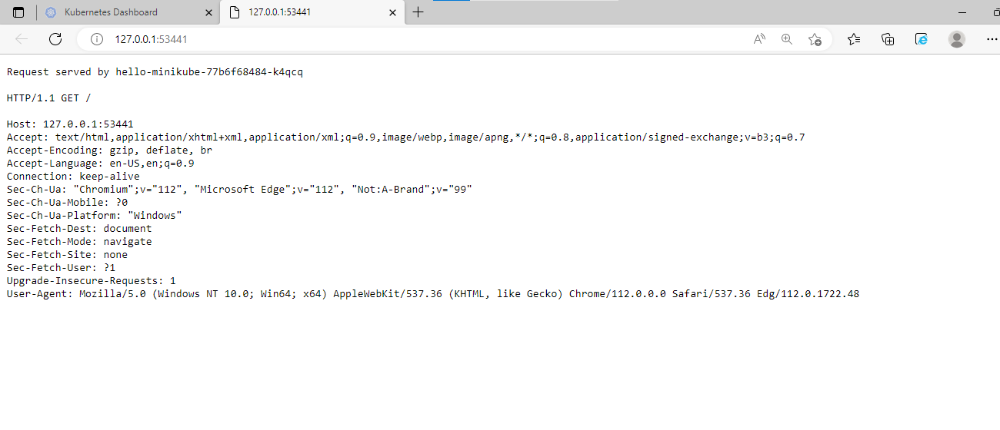 Kubernetes Dashboard
127.0.0.1:53441
127.0.0.1:53441
Request served by hello-minikube-77b6f68484-k4qcq
HTTP/1.1 GET /
Host: 127.0.0.1:53441
Accept: text/html,application/xhtml+xml,application/xml;q=0.9,image/webp,image/apng,*/*;q=0.8,application/signed-exchange;v=b3;q=0.7
Accept-Encoding: gzip, deflate, br
Accept-Language: en-US,en;q=0.9
Connection: keep-alive
Sec-Ch-Ua: "Chromium";v="112", "Microsoft Edge";v="112", "Not:A-Brand";v="99"
Sec-Ch-Ua-Mobile: ?0
Sec-Ch-Ua-Platform: "Windows"
Sec-Fetch-Dest: document
Sec-Fetch-Mode: navigate
Sec-Fetch-Site: none
Sec-Fetch-User: ?1
Upgrade-Insecure-Requests: 1
User-Agent: Mozilla/5.0 (Windows NT 10.0; Win64; x64) AppleWebKit/537.36 (KHTML, like Gecko) Chrome/112.0.0.0 Safari/537.36 Edg/112.0.1722.48